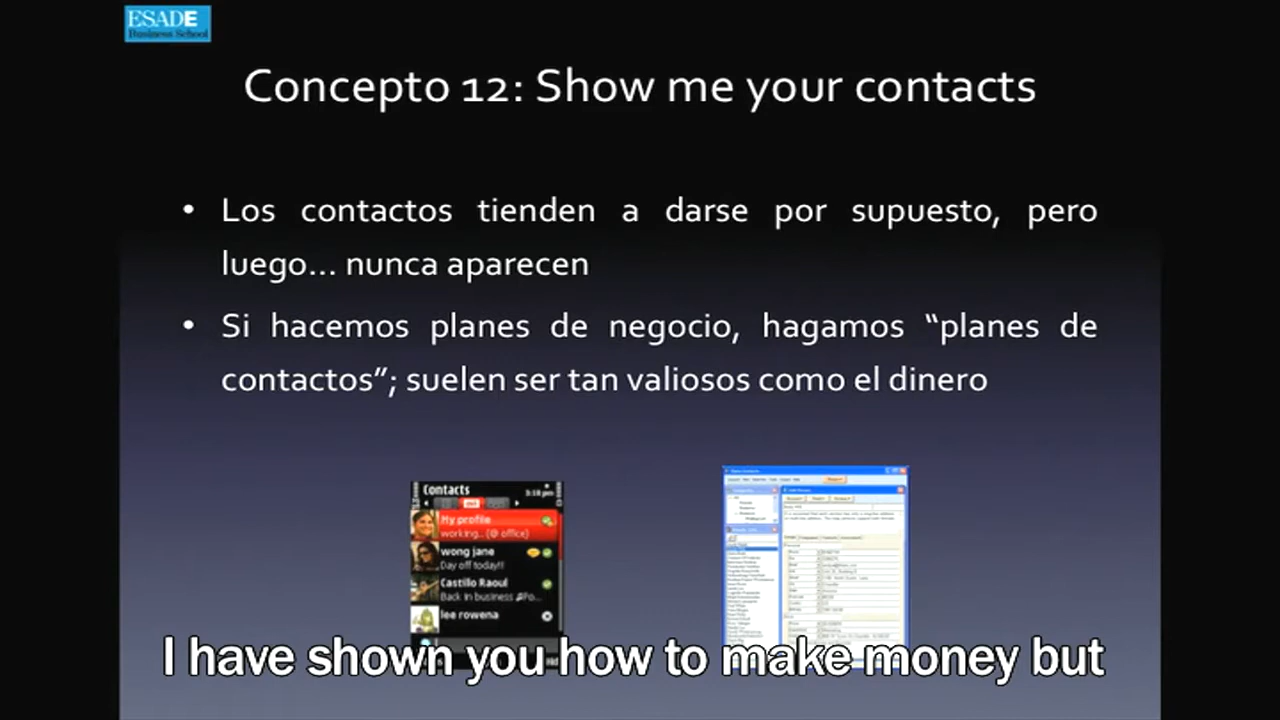 ESADE
Business School
Concepto 12: Show me your contacts
• Los contactos tienden a darse por supuesto, pero
luego... nunca aparecen
• Si hacemos planes de negocio, hagamos “planes de
contactos”; suelen ser tan valiosos como el dinero
Contacts
3:18 pm
My profile
working.. (@ office)
wong jane
Day off today!!
Castillo Raoul
Back in business
lee rowena
I have shown you how to make money but